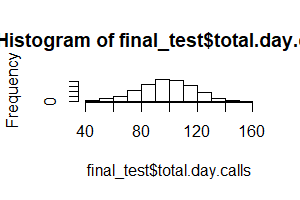 Histogram of final_test$total.day.
Frequency
0
40 80 120 160
final_test$total.day.calls